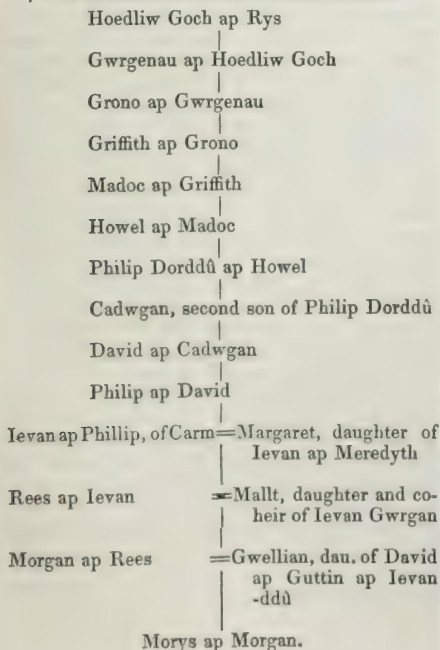 Hoedliw Goch ap Rys
Gwrgenau ap Hoedliw Goch
Grono ap Gwrgenau
Griffith ap Grono
Madoc ap Griffith
Howel ap Madoc
Philip Dorddû ap Howel
Cadwgan, second son of Philip Dorddû
David ap Cadwgan
Philip ap David
Ievan ap Phillip, of Carm=Margaret, daughter of
Ievan ap Meredyth
Rees ap Ievan =Mallt, daughter and co-
heir of Ievan Gwrgan
Morgan ap Rees =Gwellian, dau. of David
ap Guttin ap Ievan
-ddû
Morys ap Morgan.